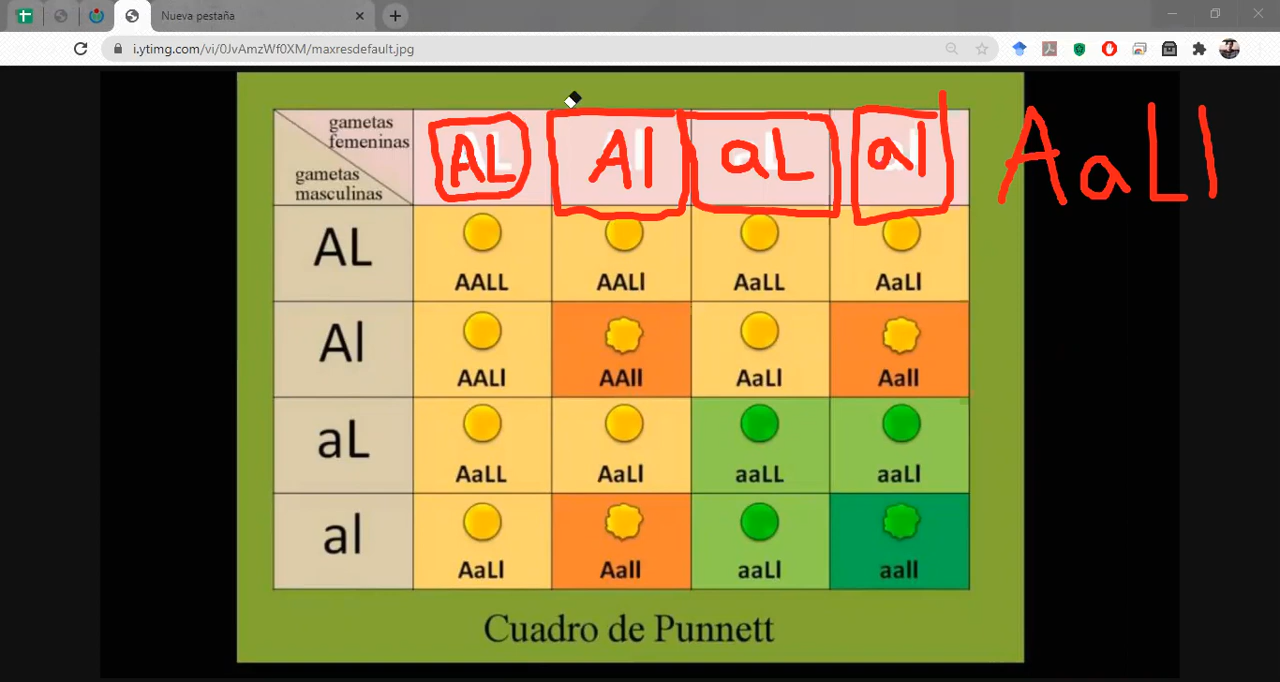 Nueva pestaña
i.ytimg.com/vi/0JvAmzWf0XM/maxresdefault.jpg
gametas
femeninas
gametas
masculinas
AL Al aL al AaLl
AL AALL AALl AaLL AaLl
Al AALl AAll AaLl Aall
aL AaLL AaLl aaLL aaLl
al AaLl Aall aaLl aall
Cuadro de Punnett